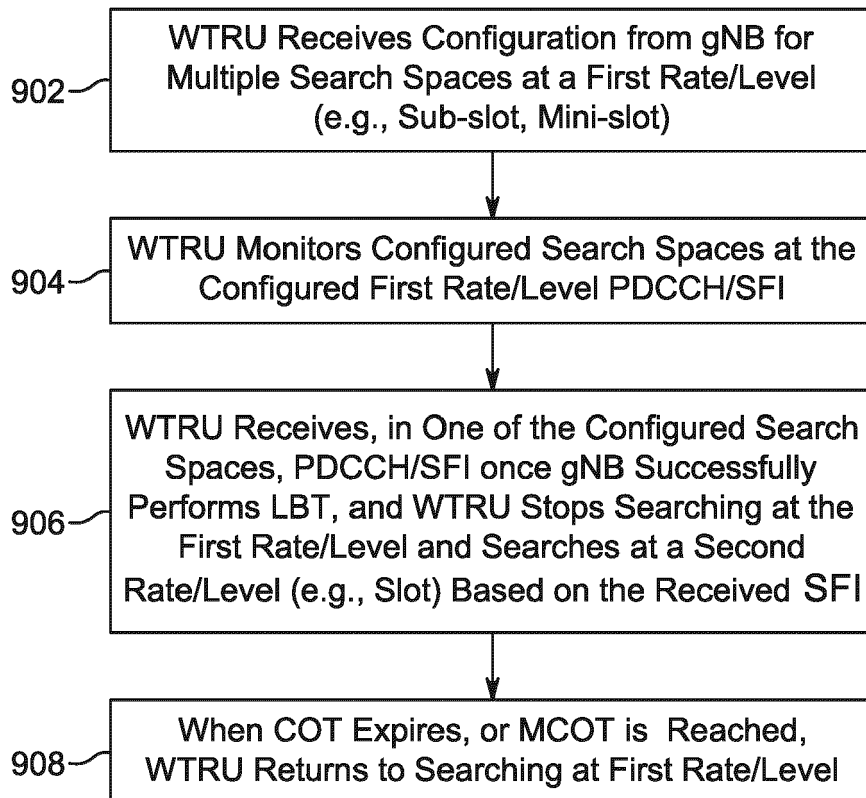 WTRU Receives Configuration from gNB for
902
Multiple Search Spaces at a First Rate/Level
(e.g., Sub-slot, Mini-slot)
WTRU Monitors Configured Search Spaces at the
904
Configured First Rate/Level PDCCH/SFI
WTRU Receives, in One of the Configured Search
Spaces, PDCCH/SFI once gNB Successfully
906
Performs LBT, and WTRU Stops Searching at the
First Rate/Level and Searches at a Second
Rate/Level (e.g., Slot) Based on the Received SFI
When COT Expires, or MCOT is Reached,
908
WTRU Returns to Searching at First Rate/Level